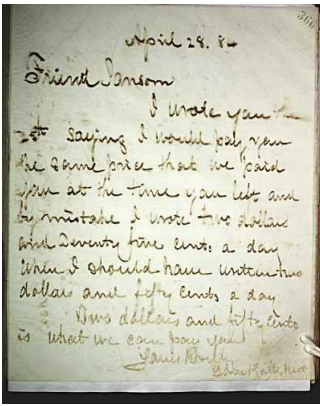 366
April 28. 84
Friend Sansom
I wrote you the
25th saying I would pay you
the same price that we paid
you at the time you left and
by mistake I wrote two dollars
and Seventy five cents a day
When I should have written two
dollars and fifty cents a day.
Two dollars and fifty cents
is what we can pay you
Yours Truly